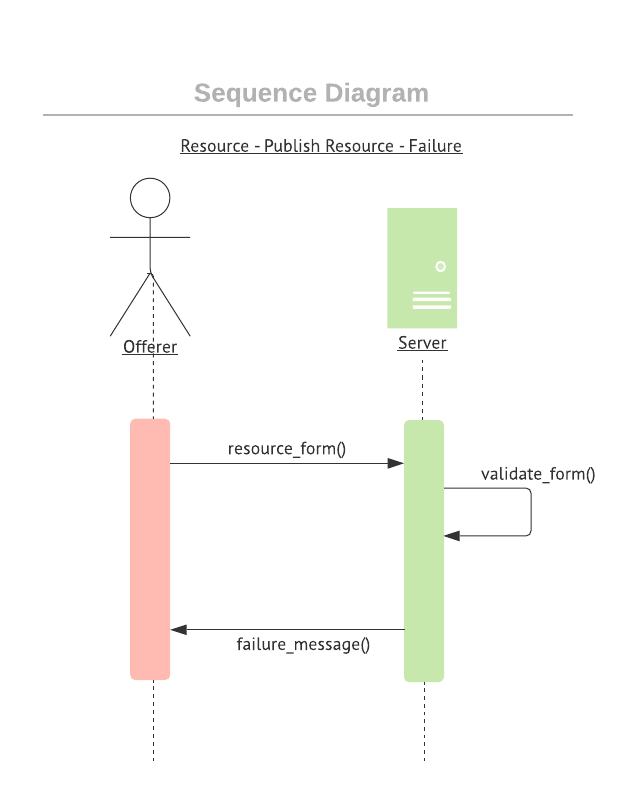 Sequence Diagram
Resource - Publish Resource - Failure
Offerer
Server
resource_form()
validate_form()
failure_message()